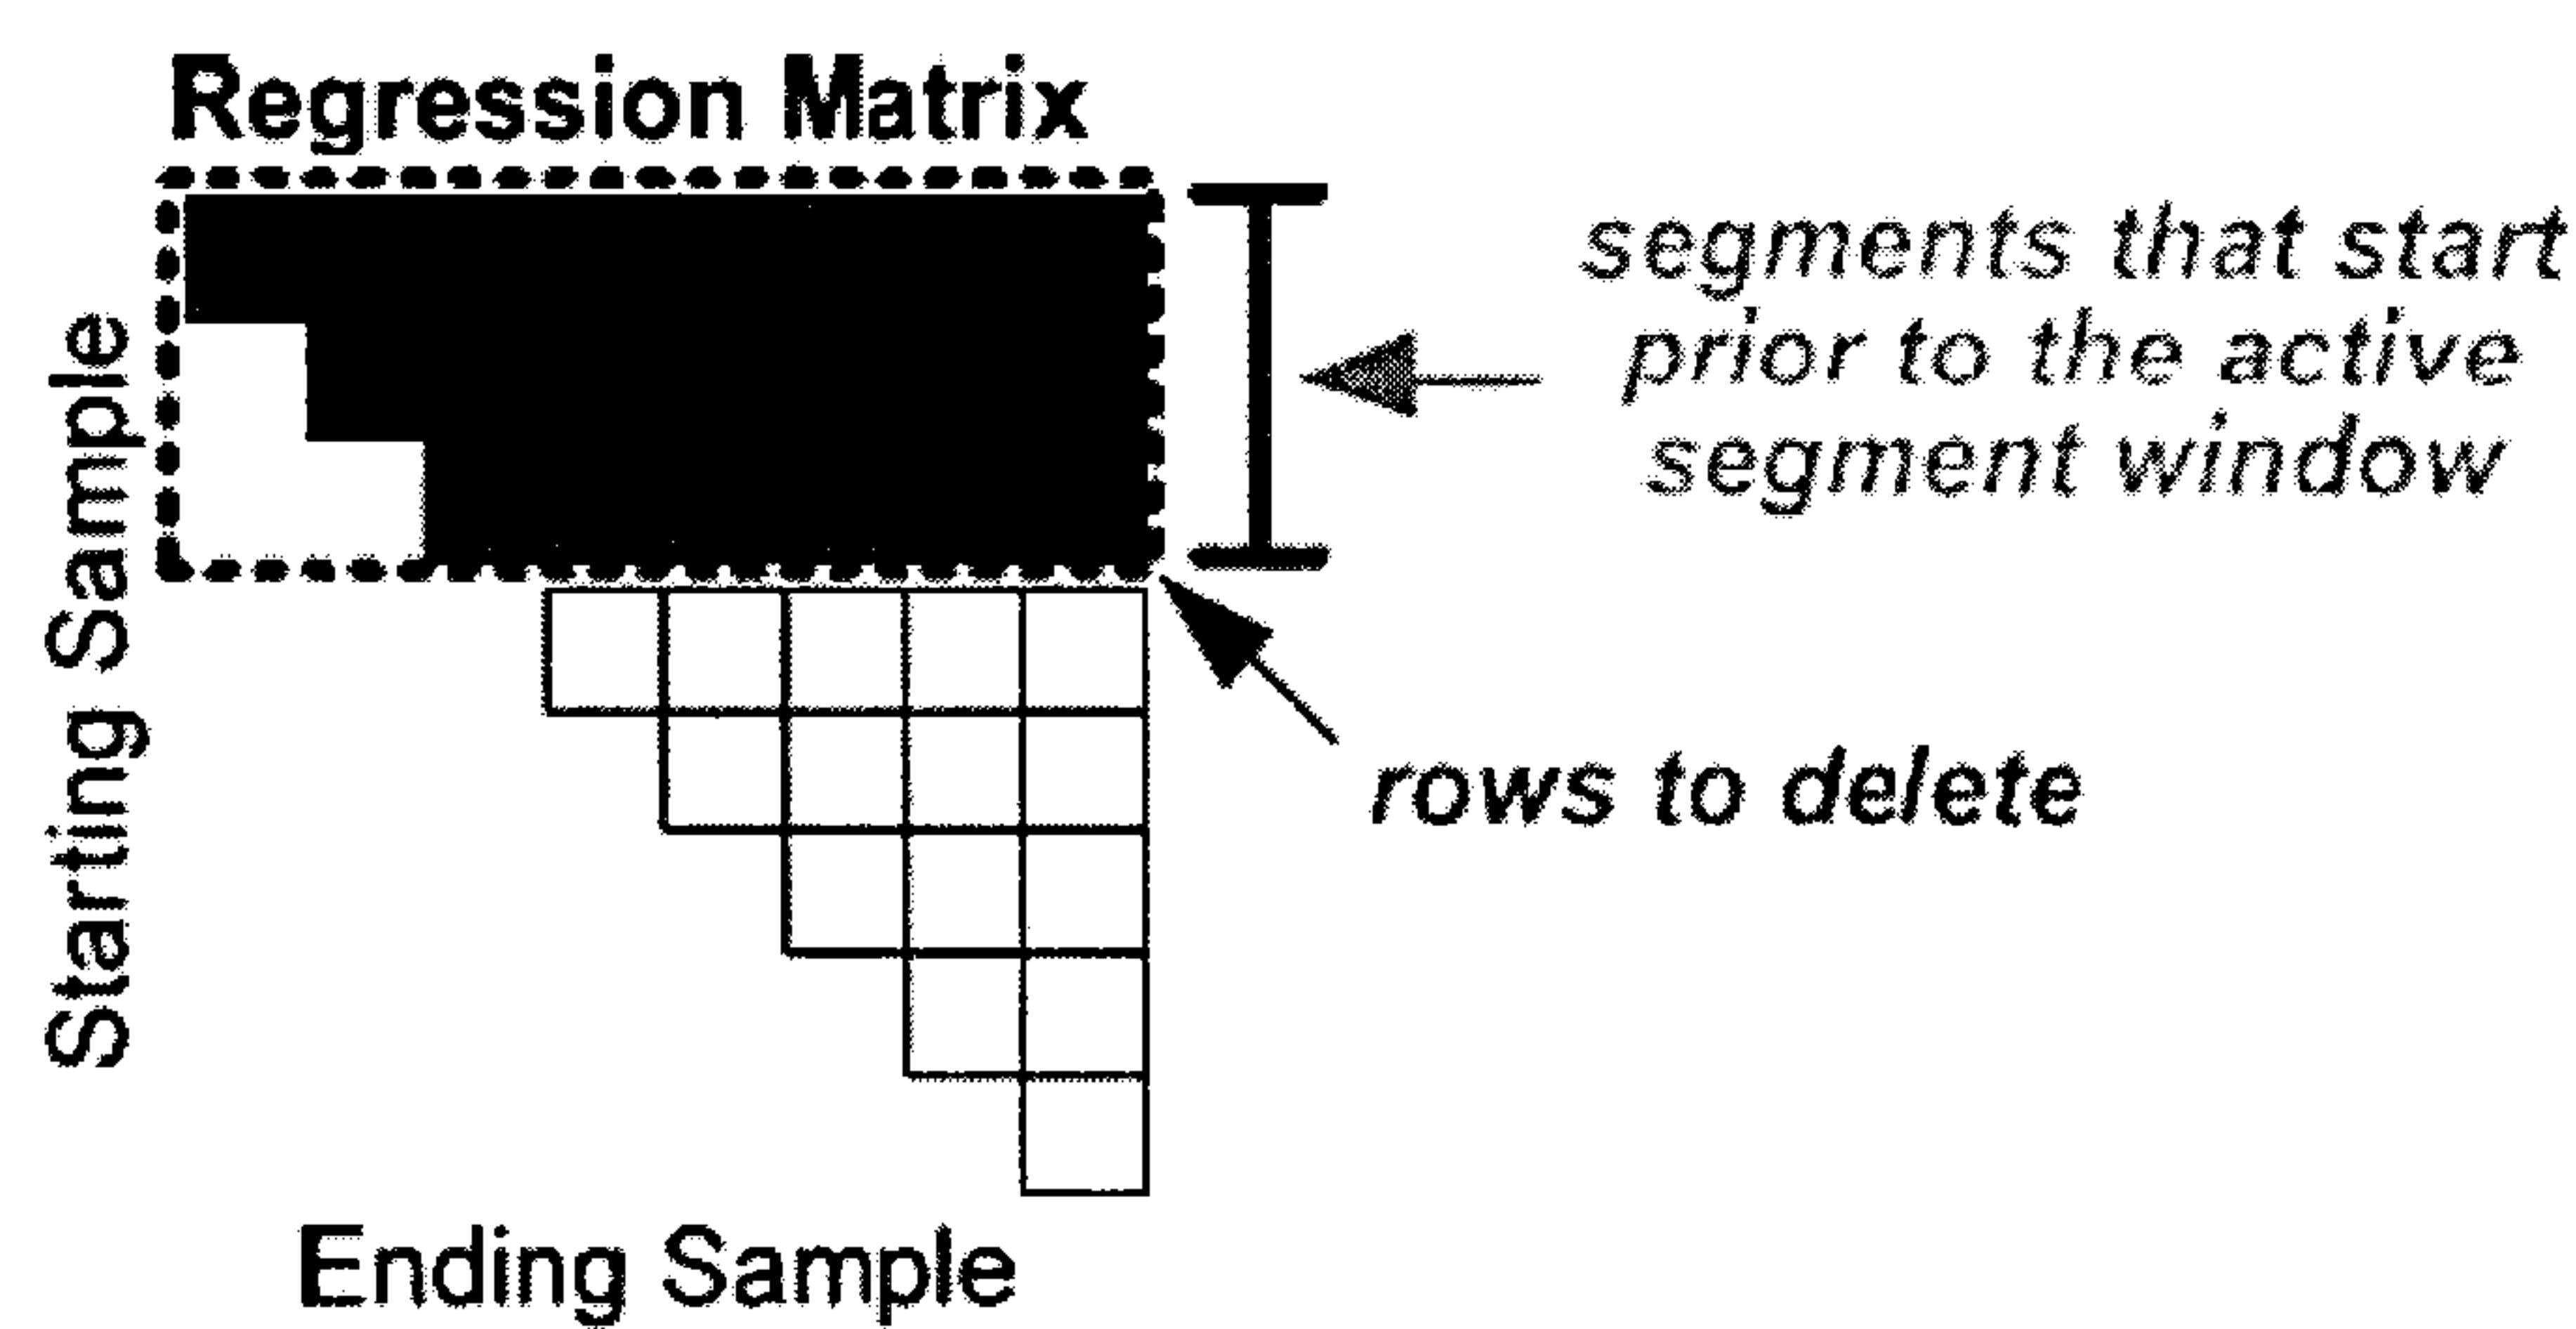 Regression Matrix
segments that start
prior to the active
segment window
Starting Sample
rows to delete
Ending Sample